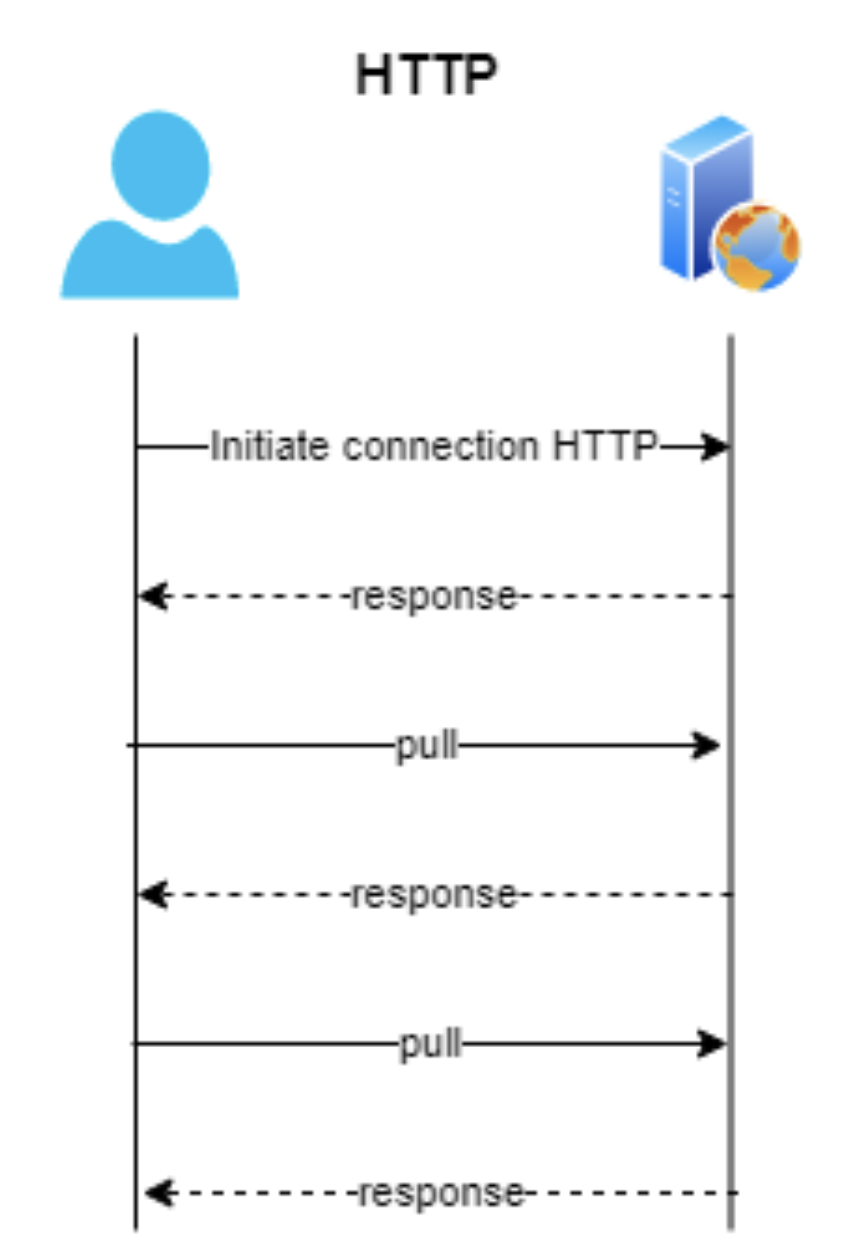 HTTP
Initiate connection HTTP
response
pull
response
pull
response